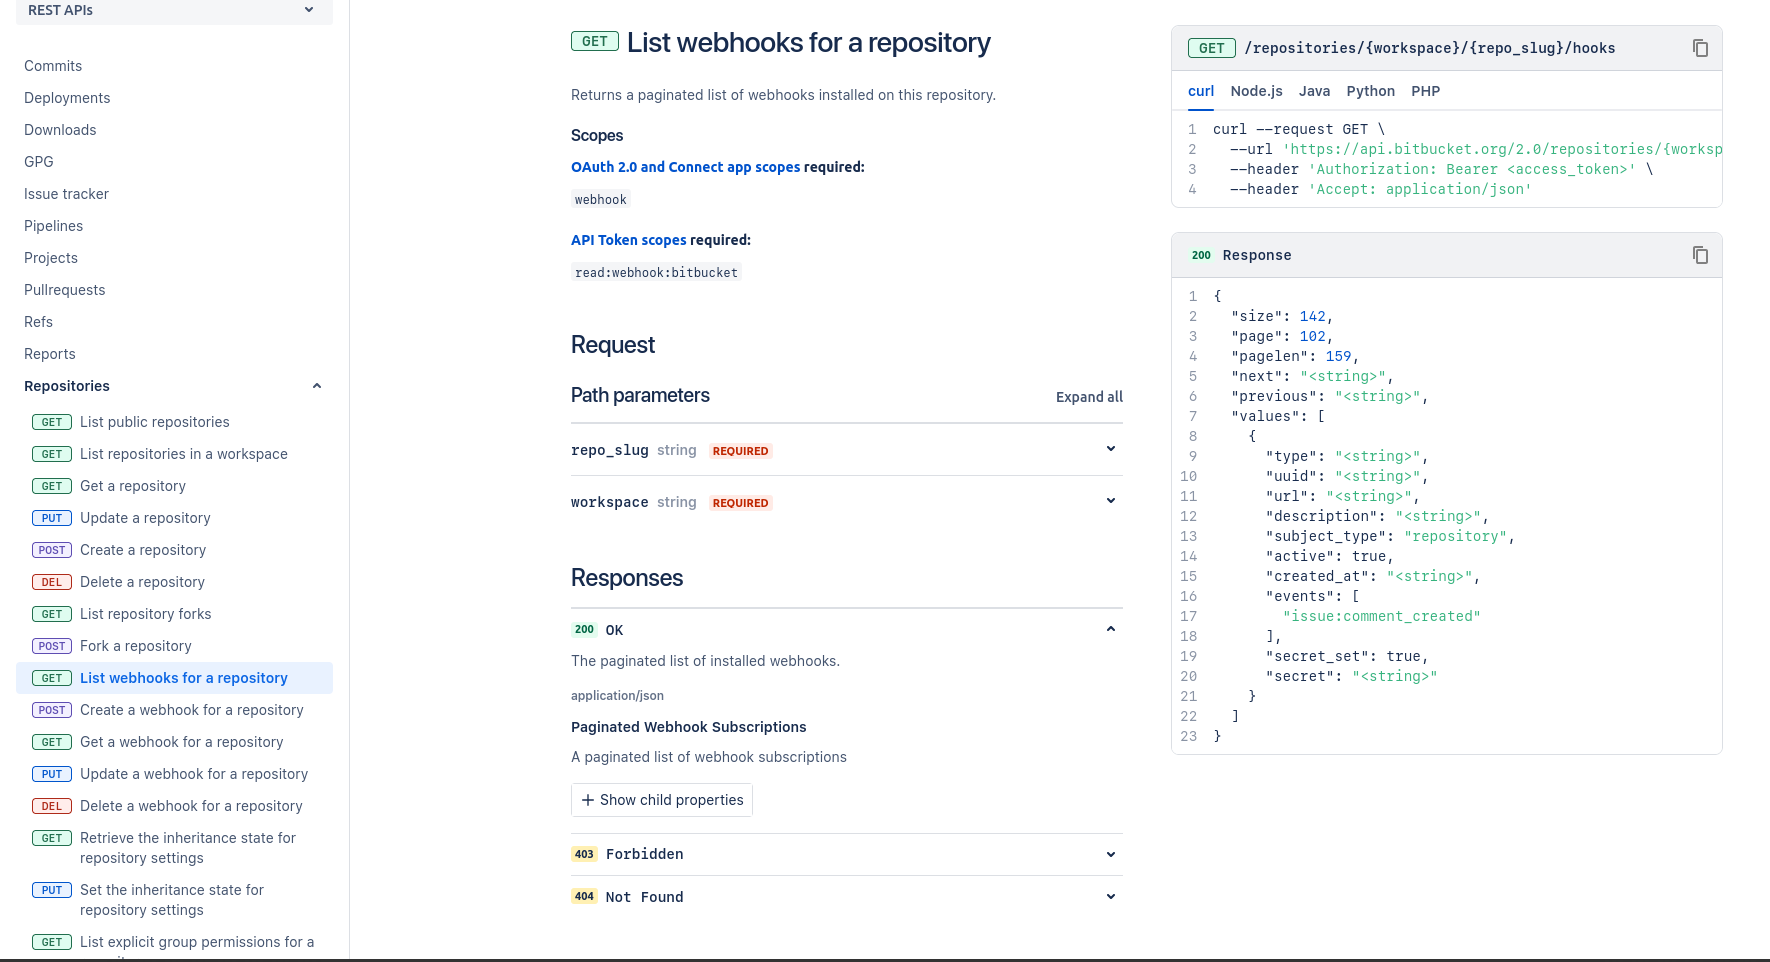 REST APIs
Commits
Deployments
Downloads
GPG
Issue tracker
Pipelines
Projects
Pullrequests
Refs
Reports
Repositories
GET List public repositories
GET List repositories in a workspace
GET Get a repository
PUT Update a repository
POST Create a repository
DEL Delete a repository
GET List repository forks
POST Fork a repository
GET List webhooks for a repository
POST Create a webhook for a repository
GET Get a webhook for a repository
PUT Update a webhook for a repository
DEL Delete a webhook for a repository
GET Retrieve the inheritance state for
repository settings
PUT Set the inheritance state for
repository settings
GET List explicit group permissions for a
GET List webhooks for a repository
Returns a paginated list of webhooks installed on this repository.
Scopes
OAuth 2.0 and Connect app scopes required:
webhook
API Token scopes required:
read:webhook:bitbucket
Request
Path parameters
Expand all
repo_slug string REQUIRED
workspace string REQUIRED
Responses
200 OK
The paginated list of installed webhooks.
application/json
Paginated Webhook Subscriptions
A paginated list of webhook subscriptions
+ Show child properties
403 Forbidden
404 Not Found
GET /repositories/{workspace}/{repo_slug}/hooks
curl Node.js Java Python PHP
1 curl --request GET \
2 --url 'https://api.bitbucket.org/2.0/repositories/{worksp
3 --header 'Authorization: Bearer <access_token>' \
4 --header 'Accept: application/json'
200 Response
1 {
2 "size": 142,
3 "page": 102,
4 "pagelen": 159,
5 "next": "<string>",
6 "previous": "<string>",
7 "values": [
8 {
9 "type": "<string>",
10 "uuid": "<string>",
11 "url": "<string>",
12 "description": "<string>",
13 "subject_type": "repository",
14 "active": true,
15 "created_at": "<string>",
16 "events": [
17 "issue:comment_created"
18 ],
19 "secret_set": true,
20 "secret": "<string>"
21 }
22 ]
23 }